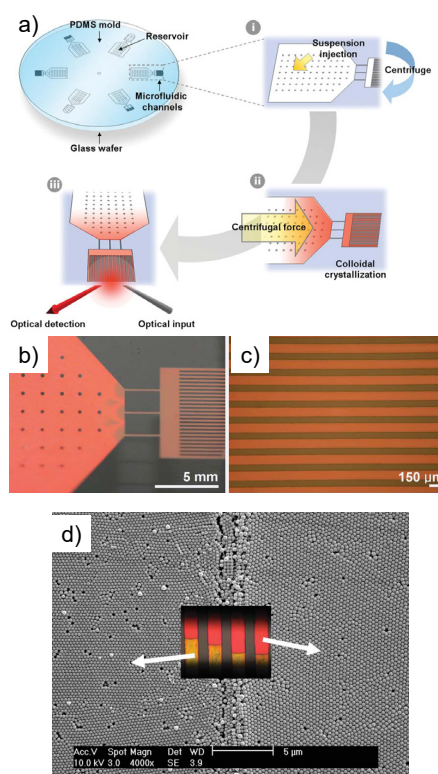 a)
PDMS mold
Reservoir
Microfluidic
channels
Glass wafer
i
Suspension
injection
Centrifuge
ii
Centrifugal force
Colloidal
crystallization
iii
Optical detection
Optical input
b)
5 mm
c)
150 µm
d)
Acc.V Spot Magn Det WD
10.0 kV 3.0 4000x SE 3.9
5 µm